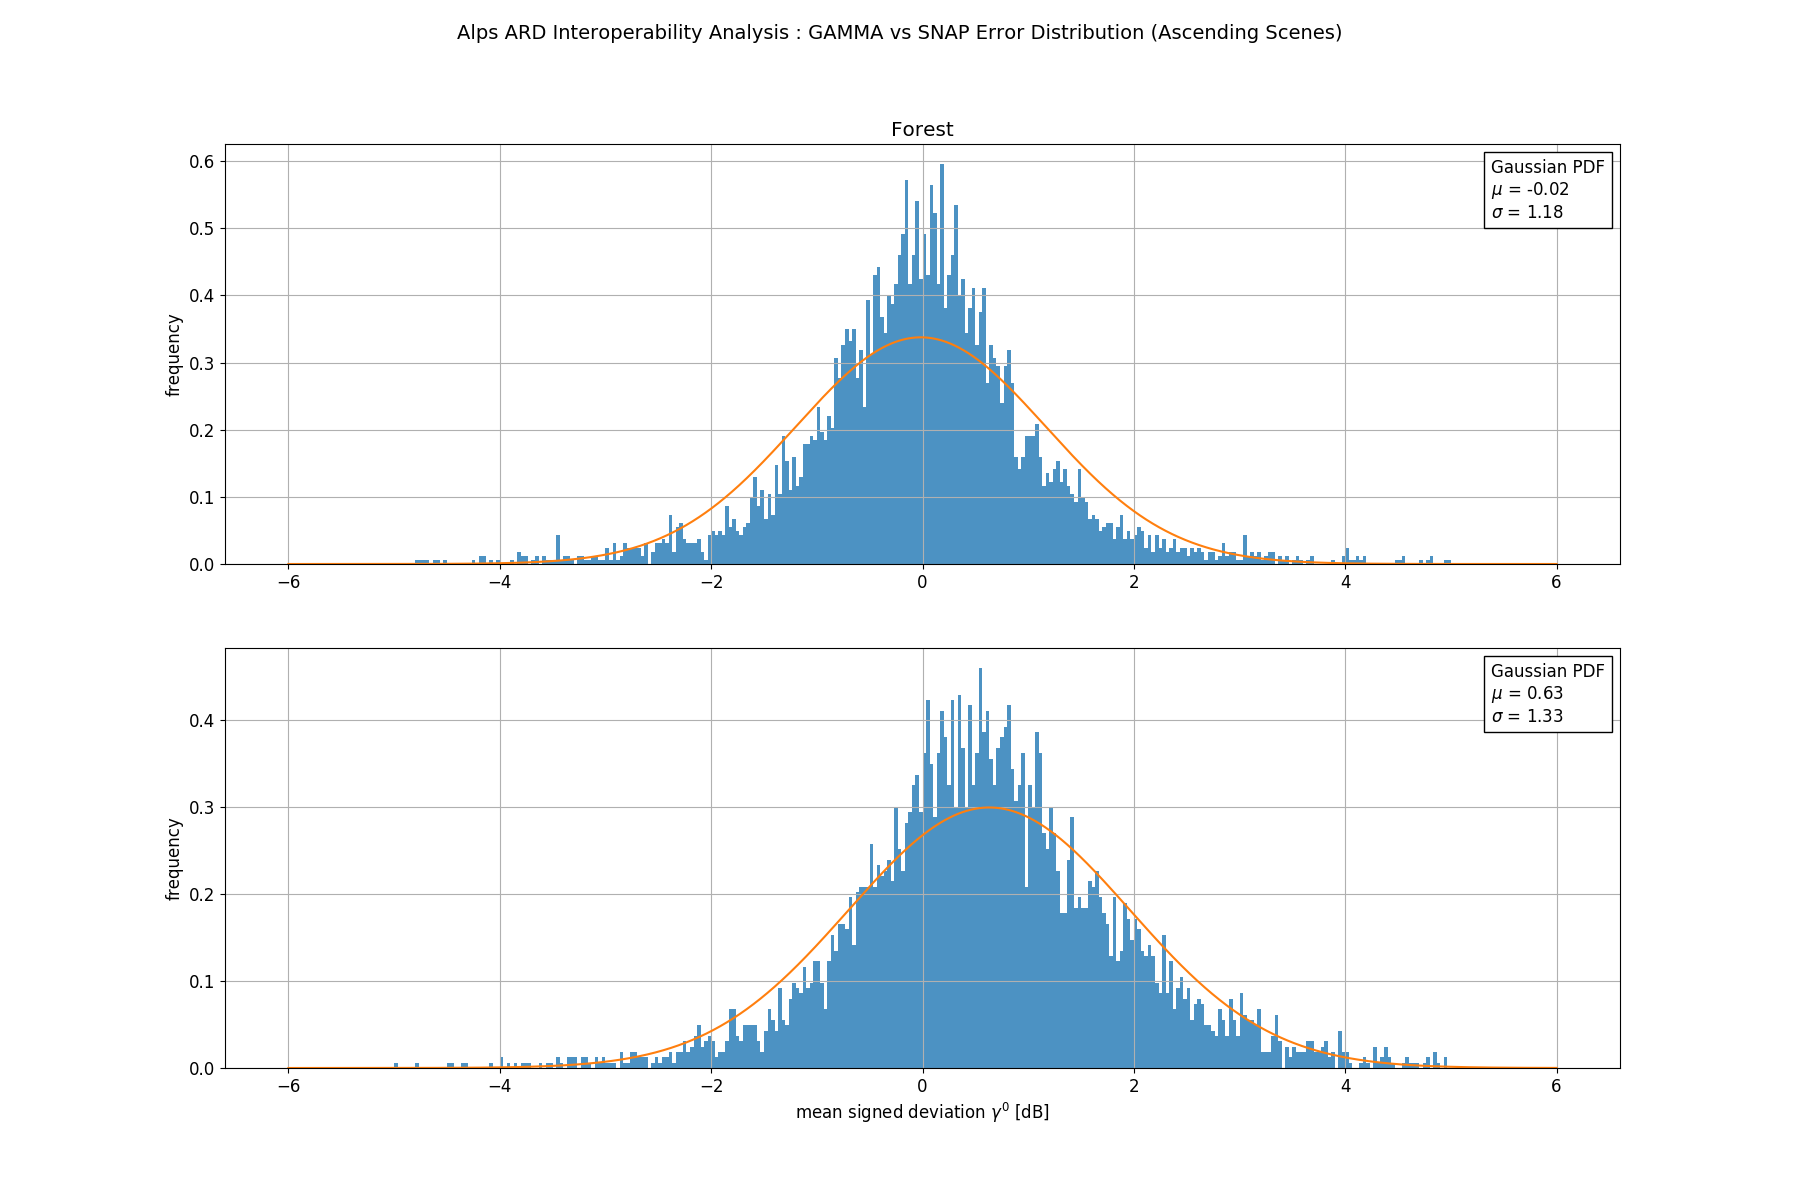 Alps ARD Interoperability Analysis : GAMMA vs SNAP Error Distribution (Ascending Scenes)
Forest
Gaussian PDF
μ = -0.02
σ = 1.18
frequency
0.6
0.5
0.4
0.3
0.2
0.1
0.0
−6 −4 −2 0 2 4 6
Gaussian PDF
μ = 0.63
σ = 1.33
frequency
0.4
0.3
0.2
0.1
0.0
−6 −4 −2 0 2 4 6
mean signed deviation γ⁰ [dB]